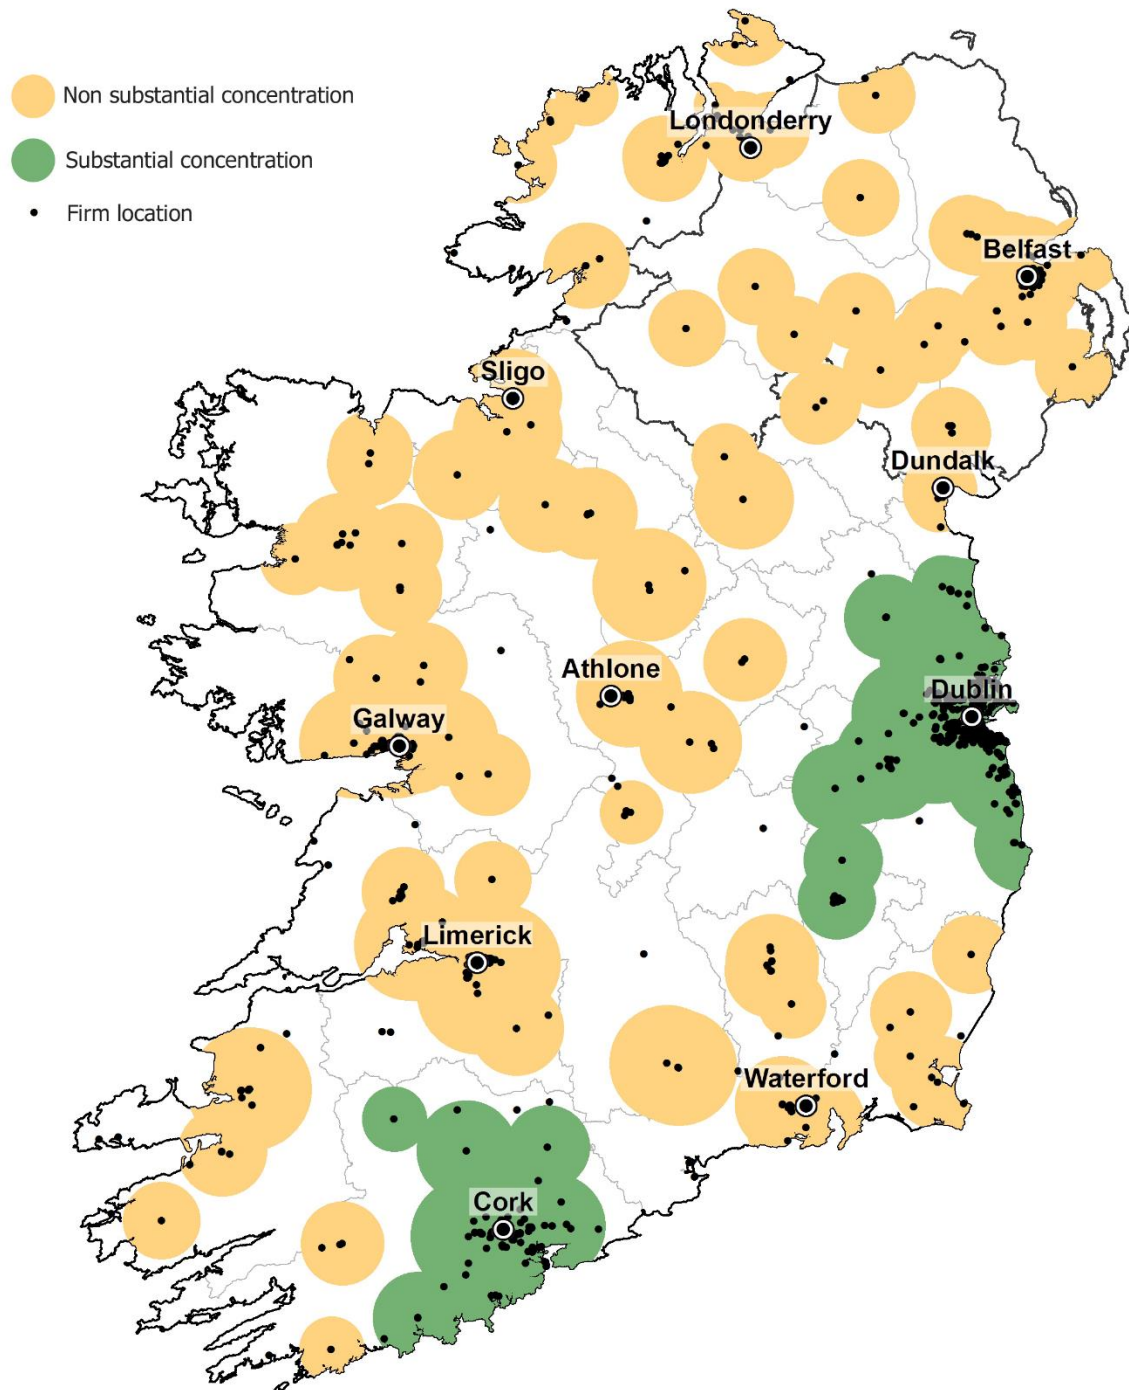 Non substantial concentration
Substantial concentration
Firm location
Londonderry
Belfast
Sligo
Dundalk
Athlone
Dublin
Galway
Limerick
Waterford
Cork